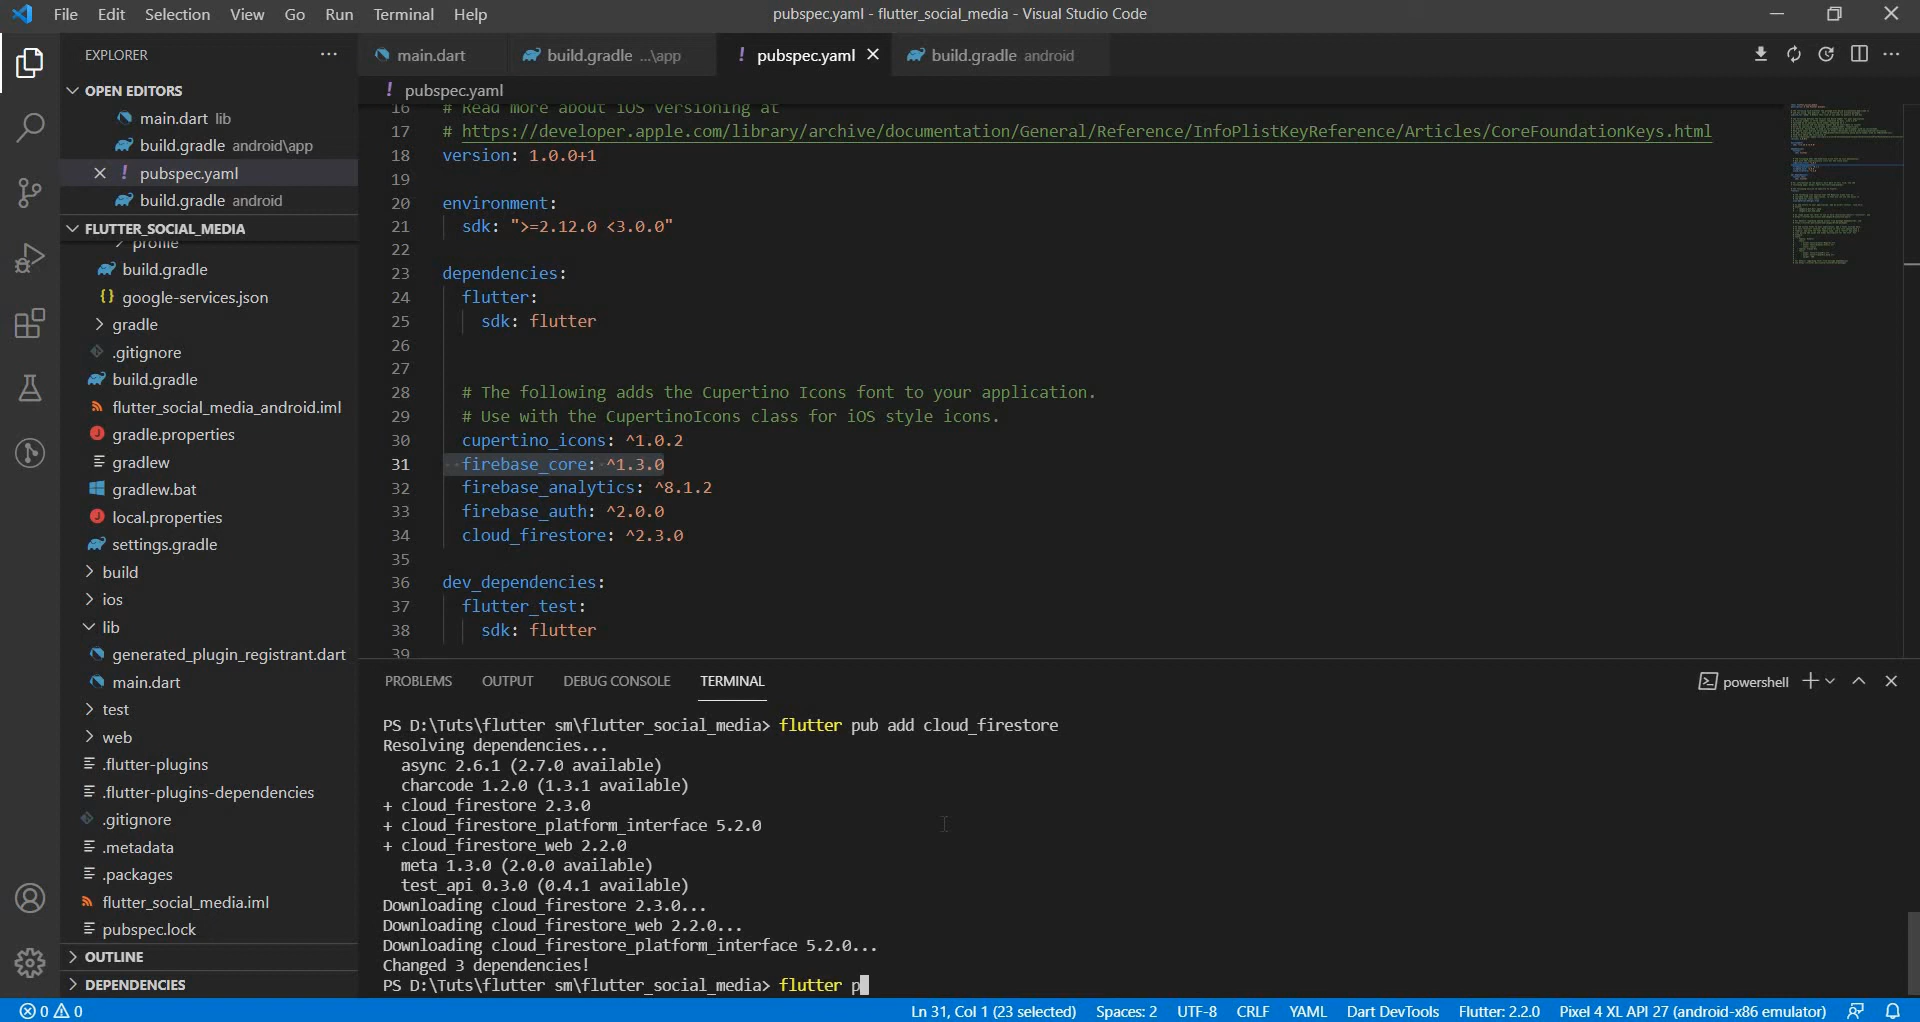 File Edit Selection View Go Run Terminal Help
pubspec.yaml - flutter_social_media - Visual Studio Code
EXPLORER
OPEN EDITORS
main.dart lib
build.gradle android\app
pubspec.yaml
build.gradle android
FLUTTER_SOCIAL_MEDIA
profile
build.gradle
google-services.json
gradle
.gitignore
build.gradle
flutter_social_media_android.iml
gradle.properties
gradlew
gradlew.bat
local.properties
settings.gradle
build
ios
lib
generated_plugin_registrant.dart
main.dart
test
web
.flutter-plugins
.flutter-plugins-dependencies
.gitignore
.metadata
.packages
flutter_social_media.iml
pubspec.lock
OUTLINE
DEPENDENCIES
main.dart
build.gradle ...\app
! pubspec.yaml
build.gradle android
! pubspec.yaml
16 # Read more about iOS versioning at
17 # https://developer.apple.com/library/archive/documentation/General/Reference/InfoPlistKeyReference/Articles/CoreFoundationKeys.html
18 version: 1.0.0+1
19
20 environment:
21 sdk: ">=2.12.0 <3.0.0"
22
23 dependencies:
24 flutter:
25 sdk: flutter
26
27
28 # The following adds the Cupertino Icons font to your application.
29 # Use with the CupertinoIcons class for iOS style icons.
30 cupertino_icons: ^1.0.2
31 firebase_core: ^1.3.0
32 firebase_analytics: ^8.1.2
33 firebase_auth: ^2.0.0
34 cloud_firestore: ^2.3.0
35
36 dev_dependencies:
37 flutter_test:
38 sdk: flutter
39
PROBLEMS OUTPUT DEBUG CONSOLE TERMINAL
powershell
PS D:\Tuts\flutter sm\flutter_social_media> flutter pub add cloud_firestore
Resolving dependencies...
async 2.6.1 (2.7.0 available)
charcode 1.2.0 (1.3.1 available)
+ cloud_firestore 2.3.0
+ cloud_firestore_platform_interface 5.2.0
+ cloud_firestore_web 2.2.0
meta 1.3.0 (2.0.0 available)
test_api 0.3.0 (0.4.1 available)
Downloading cloud_firestore 2.3.0...
Downloading cloud_firestore_web 2.2.0...
Downloading cloud_firestore_platform_interface 5.2.0...
Changed 3 dependencies!
PS D:\Tuts\flutter sm\flutter_social_media> flutter p
0 0
Ln 31, Col 1 (23 selected) Spaces: 2 UTF-8 CRLF YAML Dart DevTools Flutter: 2.2.0 Pixel 4 XL API 27 (android-x86 emulator)